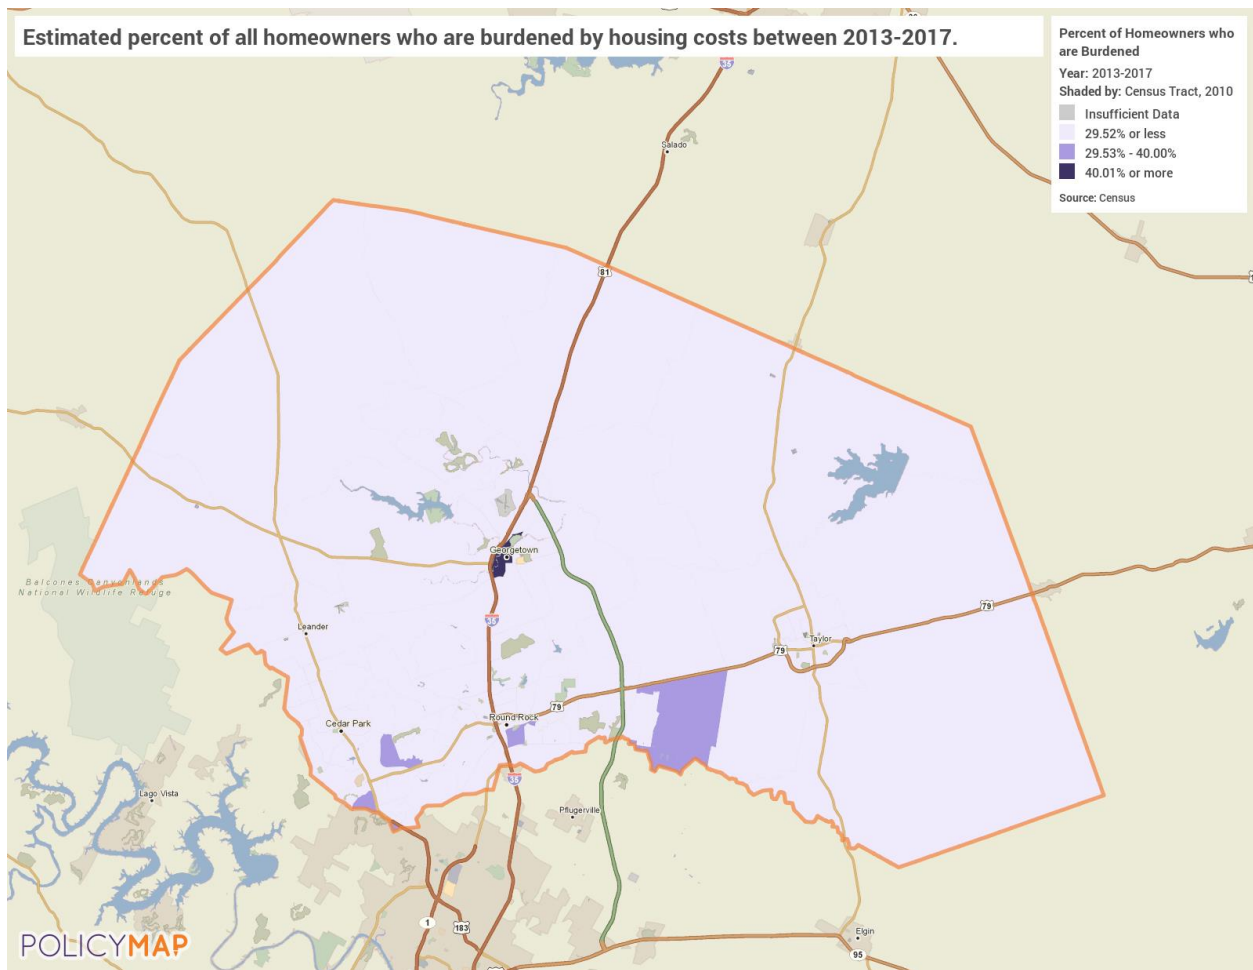 Estimated percent of all homeowners who are burdened by housing costs between 2013-2017.
Percent of Homeowners who
are Burdened
Year: 2013-2017
Shaded by: Census Tract, 2010
Insufficient Data
29.52% or less
29.53% - 40.00%
40.01% or more
Source: Census
35
Salado
81
Georgetown
Balcones Canyonlands
National Wildlife Refuge
79
35
Leander
Taylor
79
79
Round Rock
Cedar Park
35
Lago Vista
Pflugerville
1
183
Elgin
95
POLICYMAP